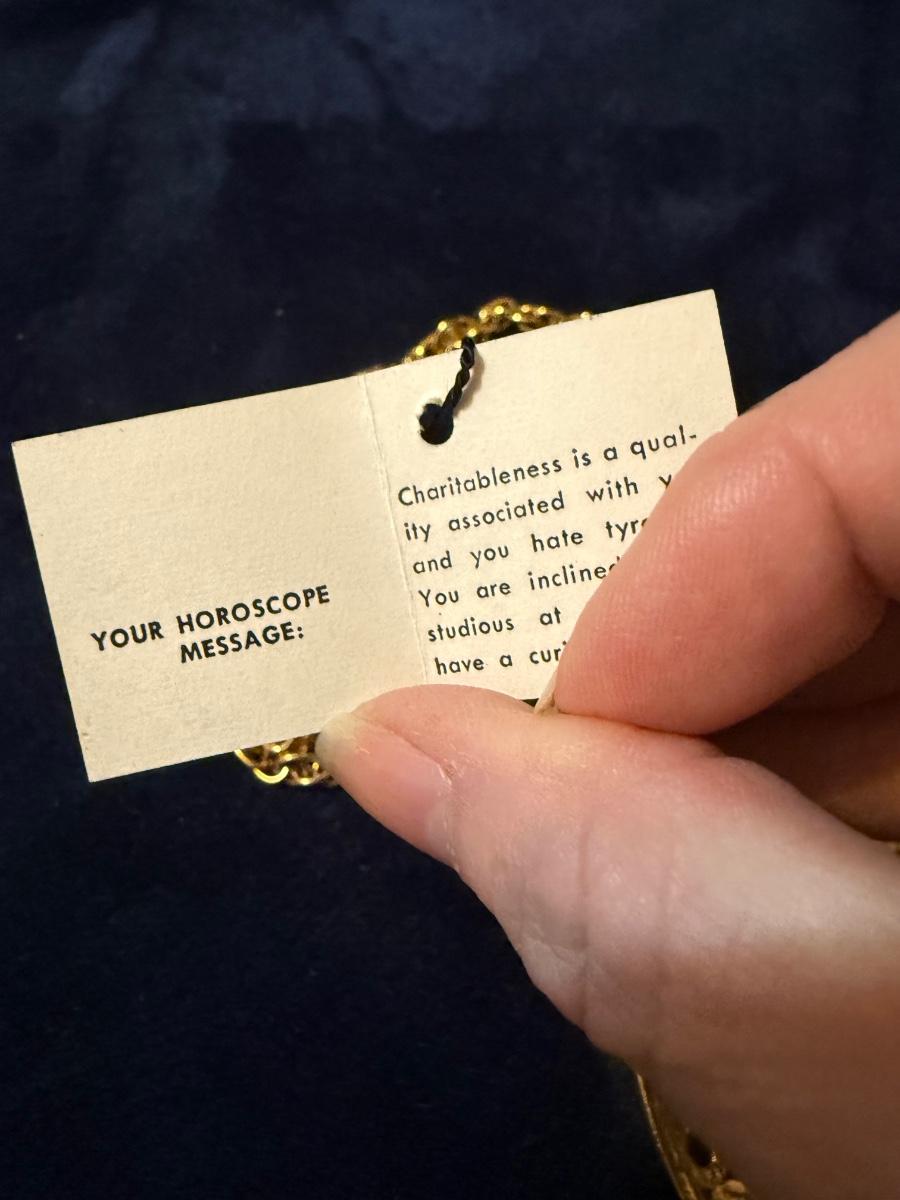 YOUR HOROSCOPE
MESSAGE:
Charitableness is a qual-
ity associated with
and you hate
You are
studious at
have a